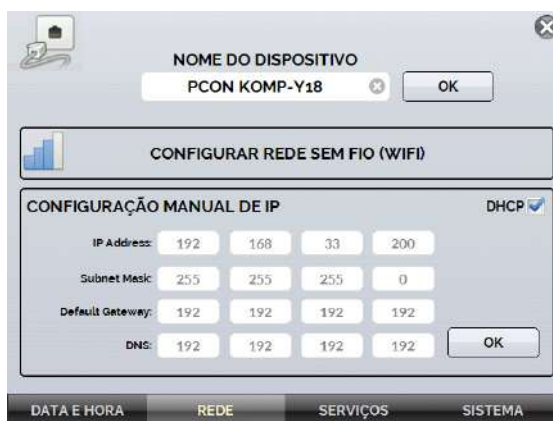 NOME DO DISPOSITIVO
PCON KOMP-Y18 OK
CONFIGURAR REDE SEM FIO (WIFI)
CONFIGURAÇÃO MANUAL DE IP DHCP
IP Address: 192 168 33 200
Subnet Mask: 255 255 255 0
Default Gateway: 192 192 192 192
DNS: 192 192 192 192 OK
DATA E HORA REDE SERVIÇOS SISTEMA